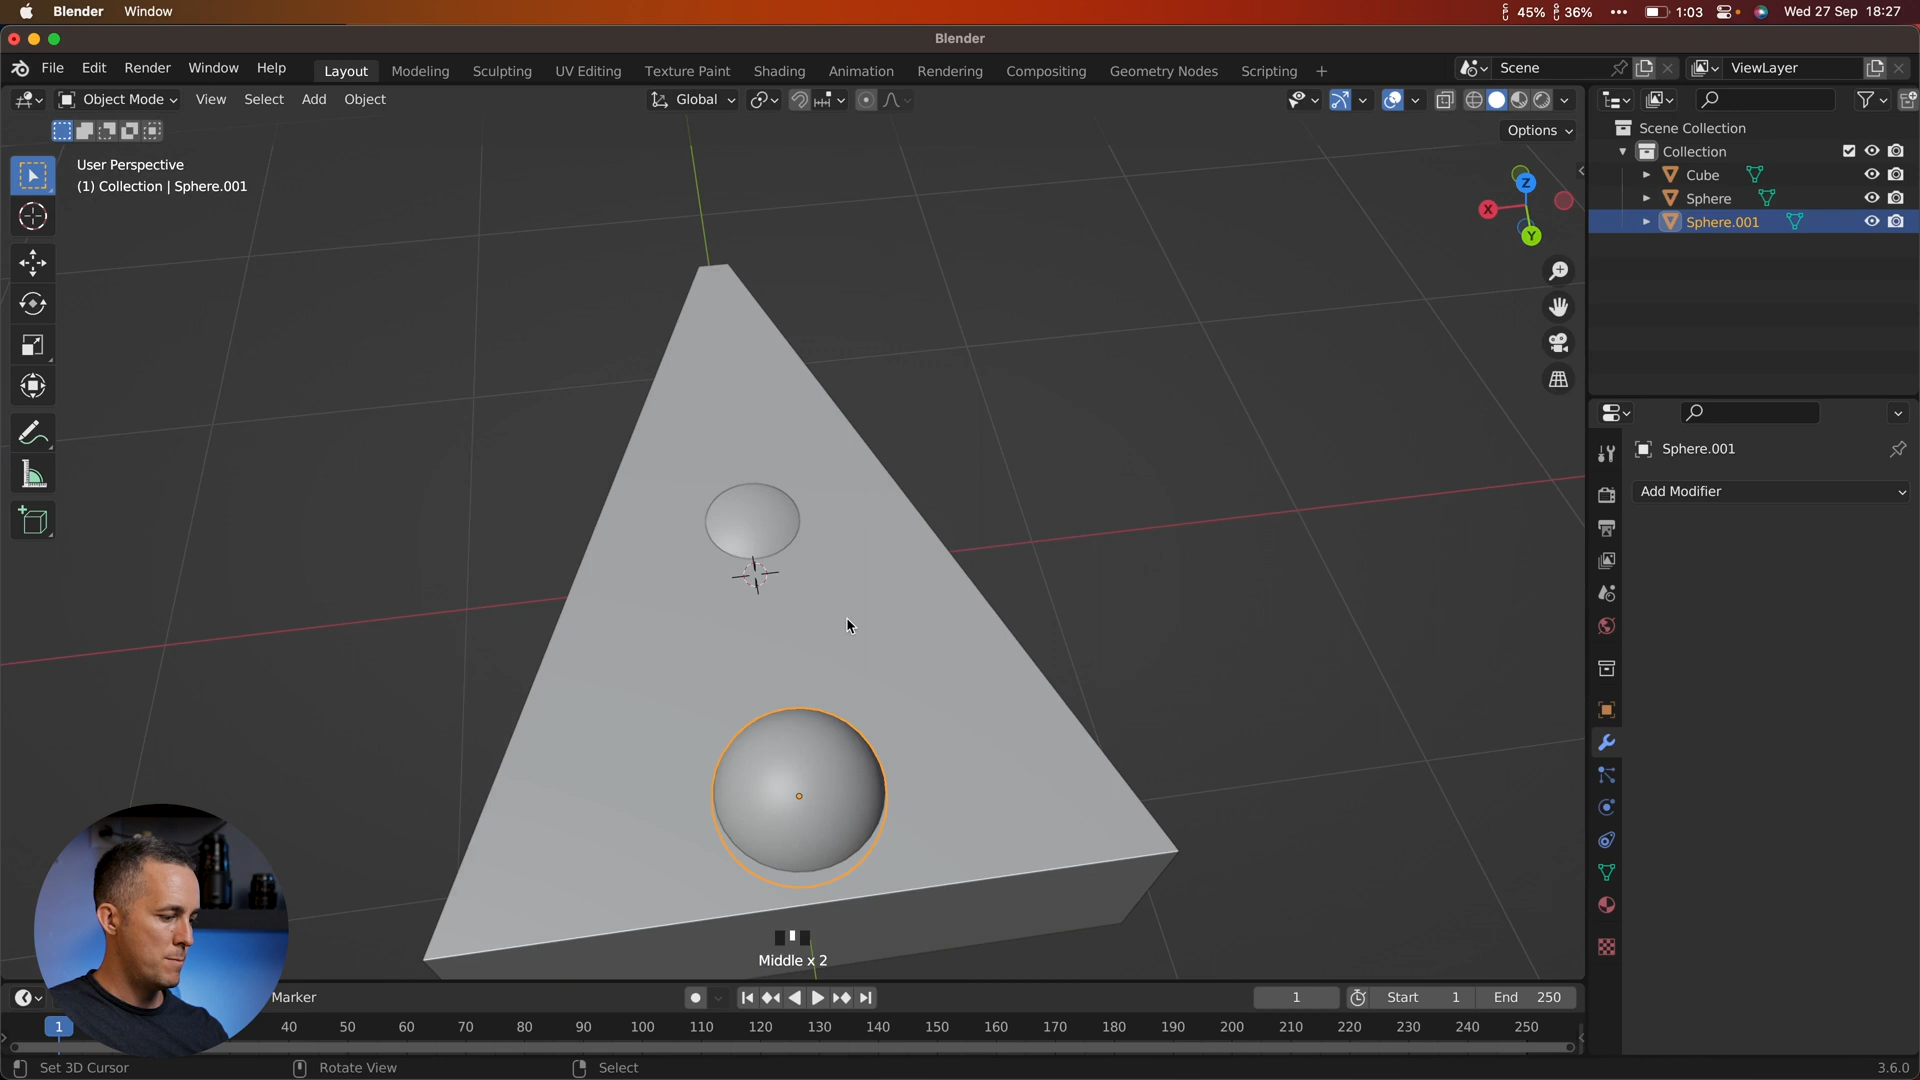 Blender Window 45% 36% 1:03 Wed 27 Sep 18:27
Blender
File Edit Render Window Help Layout Modeling Sculpting UV Editing Texture Paint Shading Animation Rendering Compositing Geometry Nodes Scripting + Scene ViewLayer
Object Mode View Select Add Object Global
Options
User Perspective
(1) Collection | Sphere.001
Scene Collection
Collection
Cube
Sphere
Sphere.001
Z
X
Y
Sphere.001
Add Modifier
Middle x 2
Marker 1 Start 1 End 250
1 40 50 60 70 80 90 100 110 120 130 140 150 160 170 180 190 200 210 220 230 240 250
Set 3D Cursor Rotate View Select 3.6.0